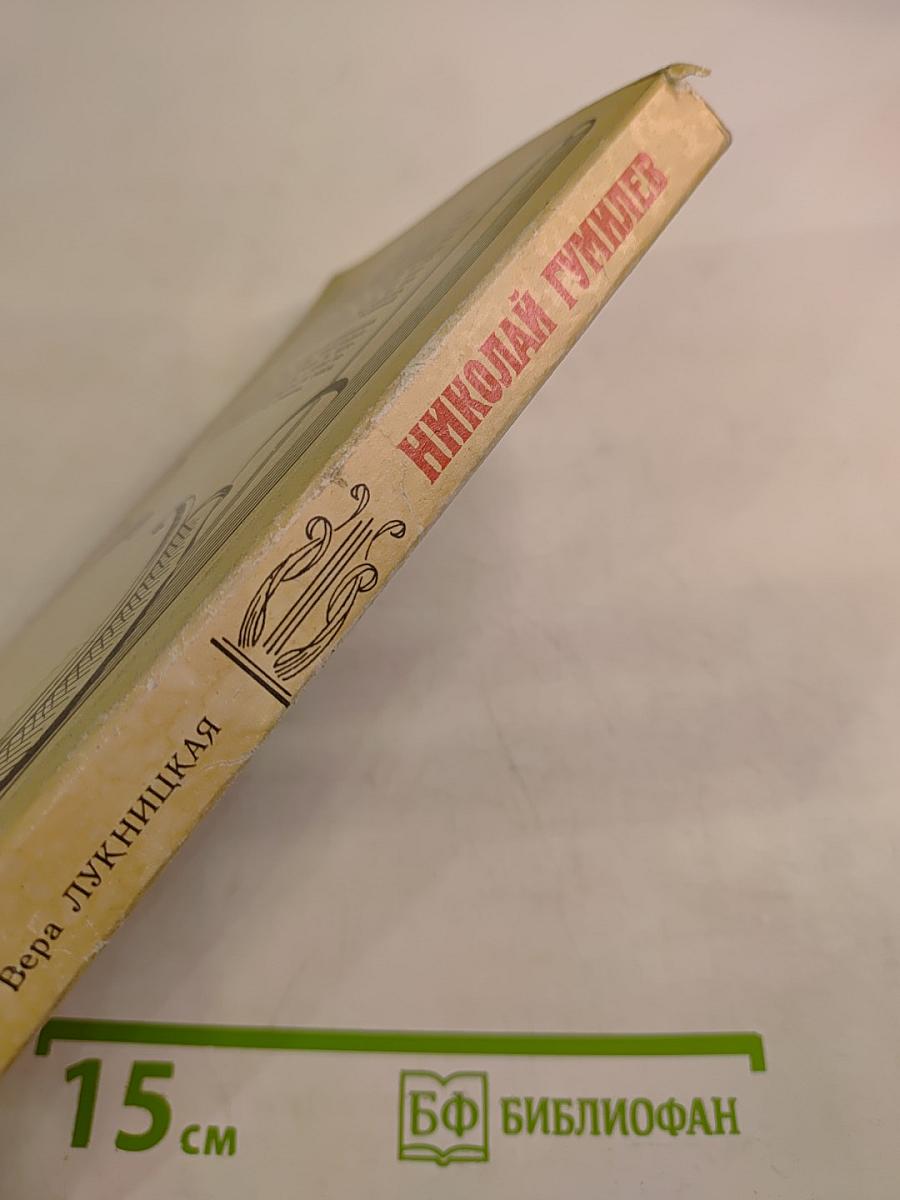 НИКОЛАЙ ГУМИЛЕВ
Вера ЛУКНИЦКАЯ
15 см
БФ БИБЛИОФАН